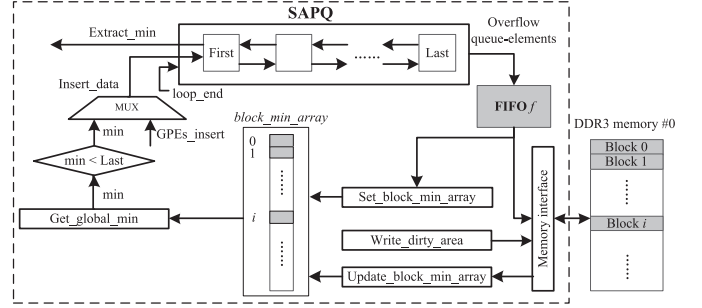 SAPQ
Overflow
queue-elements
Extract_min
First
......
Last
Insert_data
loop_end
MUX
FIFO f
min
GPEs_insert
block_min_array
DDR3 memory #0
0
1
Block 0
Block 1
min < Last
min
Set_block_min_array
Memory interface
Get_global_min
i
Block i
Write_dirty_area
Update_block_min_array